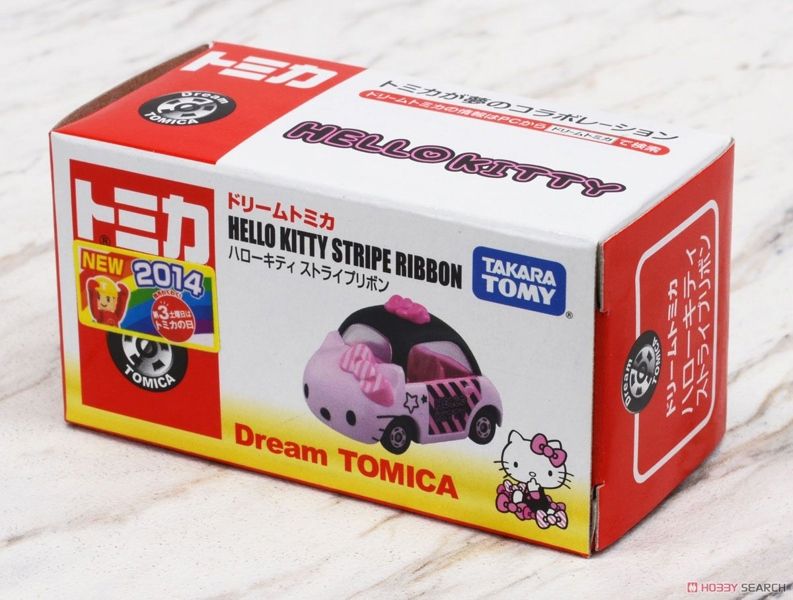 トミカ
Dream
TOMICA
トミカが夢のコラボレーション
ドリームトミカの情報はPCから ドリームトミカ で検索
HELLO KITTY
トミカ
®
NEW
2014
第3土曜日は
トミカの日
TOMICA
ドリームトミカ
HELLO KITTY STRIPE RIBBON
ハローキティ ストライプリボン
TAKARA
TOMY
®
Dream TOMICA
Dream
TOMICA
ドリームトミカ
ハローキティ
ストライプリボン
HOBBY SEARCH